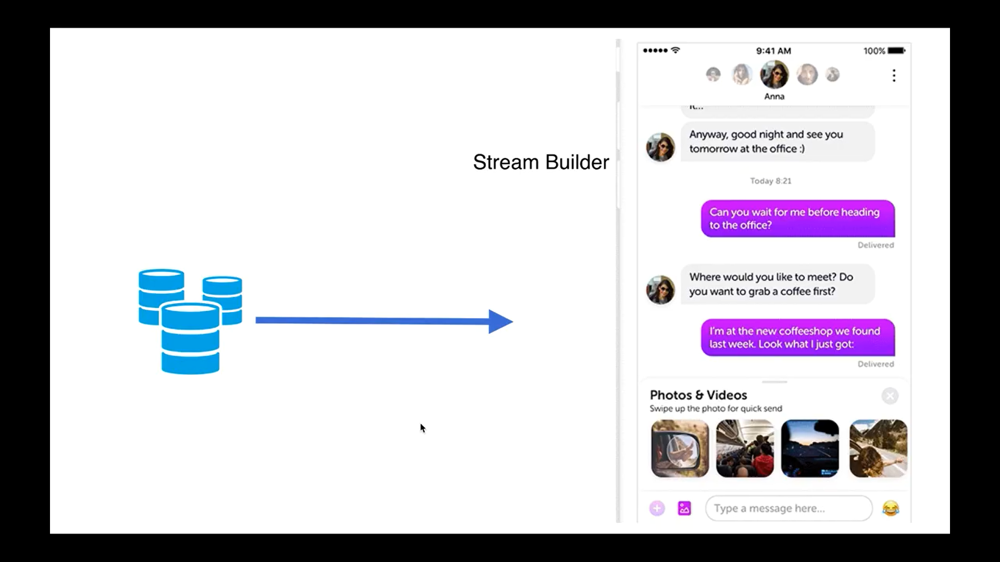 9:41 AM
100%
Anna
it...
Anyway, good night and see you
tomorrow at the office :)
Stream Builder
Today 8:21
Can you wait for me before heading
to the office?
Delivered
Where would you like to meet? Do
you want to grab a coffee first?
I'm at the new coffeeshop we found
last week. Look what I just got:
Delivered
Photos & Videos
Swipe up the photo for quick send
Type a message here...